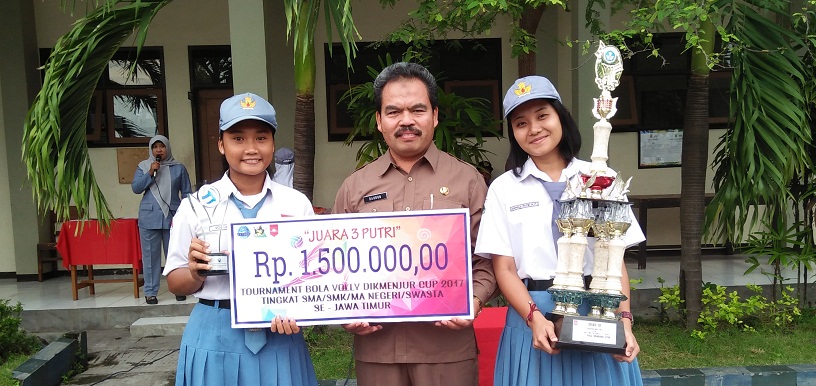 "JUARA 3 PUTRI"
Rp. 1.500.000,00
TOURNAMENT BOLA VOLLY DIKMENJUR CUP 2017
TINGKAT SMA/SMK/MA NEGERI/SWASTA
SE - JAWA TIMUR